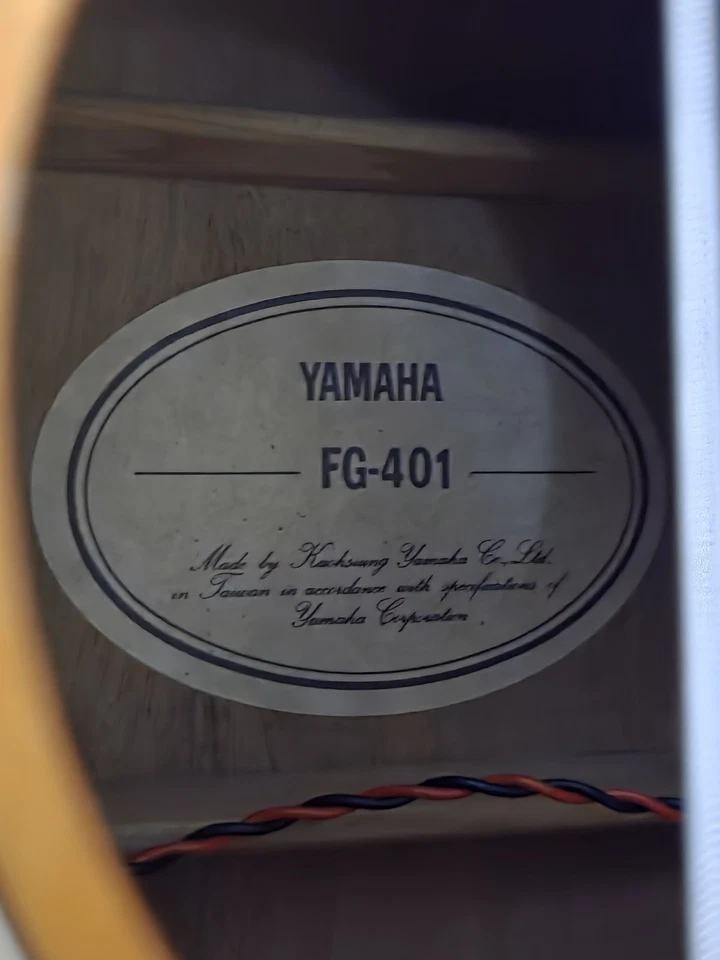 YAMAHA
FG-401
Made by Kaohsiung Yamaha Co., Ltd.
in Taiwan in accordance with specifications of
Yamaha Corporation.